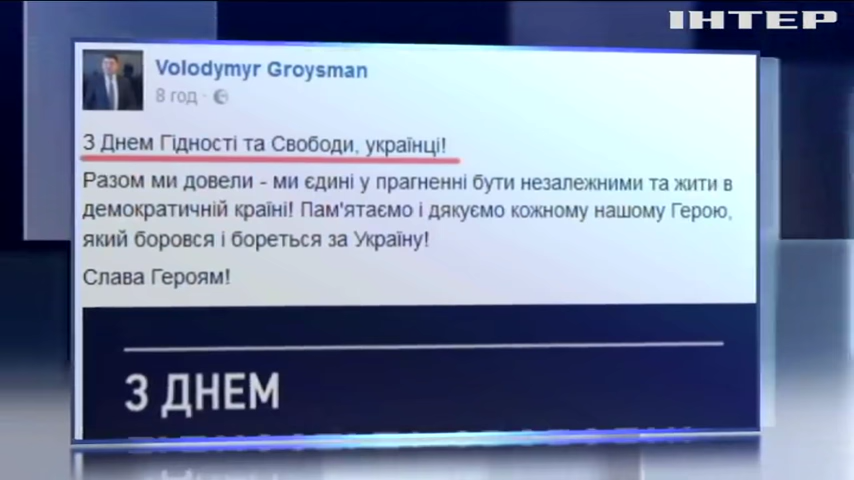 ІНТЕР
Volodymyr Groysman
8 год ·
З Днем Гідності та Свободи, українці!
Разом ми довели - ми єдині у прагненні бути незалежними та жити в
демократичній країні! Пам'ятаємо і дякуємо кожному нашому Герою,
який боровся і бореться за Україну!
Слава Героям!
З ДНЕМ